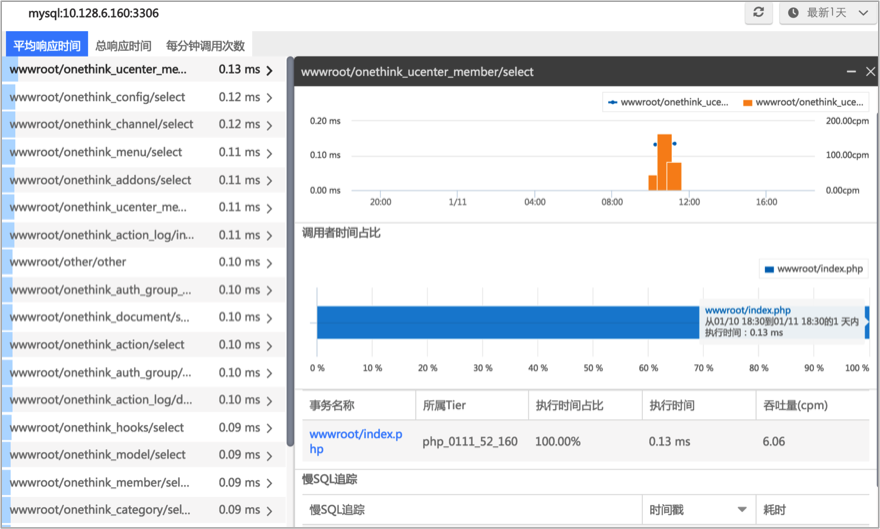 mysql:10.128.6.160:3306
最新1天
平均响应时间 总响应时间 每分钟调用次数
wwwroot/onethink_ucenter_me... 0.13 ms
wwwroot/onethink_config/select 0.12 ms
wwwroot/onethink_channel/select 0.12 ms
wwwroot/onethink_menu/select 0.11 ms
wwwroot/onethink_addons/select 0.11 ms
wwwroot/onethink_ucenter_me... 0.11 ms
wwwroot/onethink_action_log/in... 0.11 ms
wwwroot/other/other 0.10 ms
wwwroot/onethink_auth_group_... 0.10 ms
wwwroot/onethink_document/s... 0.10 ms
wwwroot/onethink_action/select 0.10 ms
wwwroot/onethink_auth_group/... 0.10 ms
wwwroot/onethink_action_log/d... 0.10 ms
wwwroot/onethink_hooks/select 0.09 ms
wwwroot/onethink_model/select 0.09 ms
wwwroot/onethink_member/sel... 0.09 ms
wwwroot/onethink_category/sel... 0.09 ms
wwwroot/onethink_ucenter_member/select
wwwroot/onethink_uce... wwwroot/onethink_uce...
0.20 ms 200.00cpm
0.10 ms 100.00cpm
0.00 ms 0.00cpm
20:00 1/11 04:00 08:00 12:00 16:00
调用者时间占比
wwwroot/index.php
wwwroot/index.php
从01/10 18:30到01/11 18:30的1 天内
执行时间：0.13 ms
0 % 10 % 20 % 30 % 40 % 50 % 60 % 70 % 80 % 90 % 100 %
事务名称 所属Tier 执行时间占比 执行时间 吞吐量(cpm)
wwwroot/index.p
hp
php_0111_52_160 100.00% 0.13 ms 6.06
慢SQL追踪
慢SQL追踪 时间戳 耗时